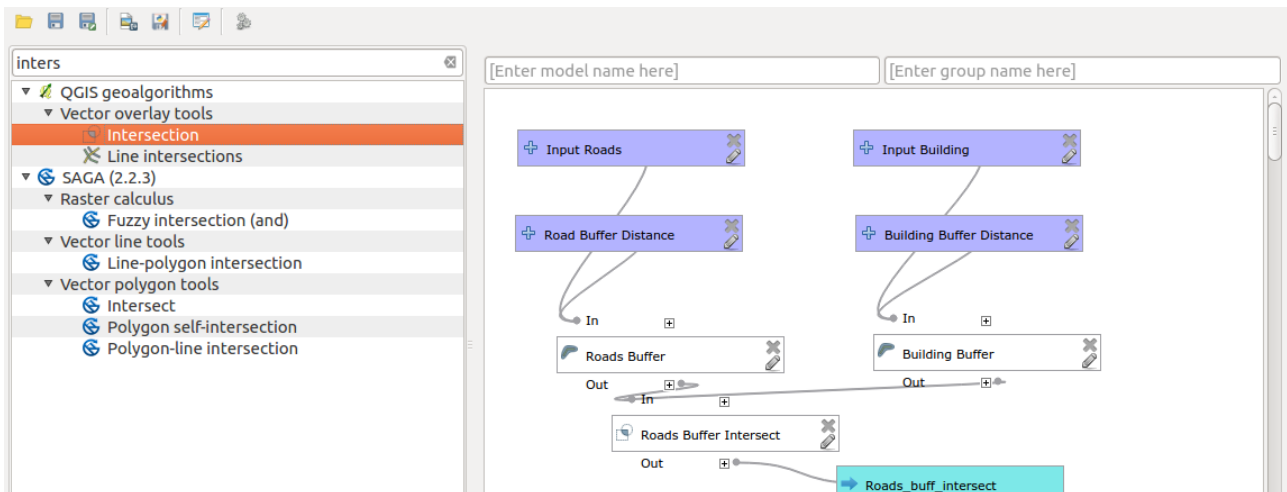 inters
[Enter model name here]
[Enter group name here]
QGIS geoalgorithms
Vector overlay tools
Intersection
Line intersections
SAGA (2.2.3)
Raster calculus
Fuzzy intersection (and)
Vector line tools
Line-polygon intersection
Vector polygon tools
Intersect
Polygon self-intersection
Polygon-line intersection
Input Roads
Input Building
Road Buffer Distance
Building Buffer Distance
In
In
Roads Buffer
Building Buffer
Out
Out
In
Roads Buffer Intersect
Out
Roads_buff_intersect